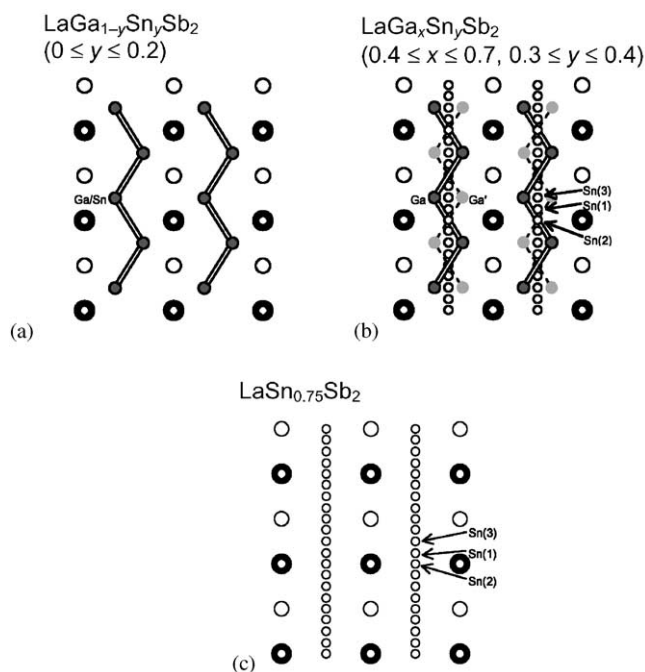 LaGa₁₋ySnySb₂
(0 ≤ y ≤ 0.2)
Ga/Sn
(a)
LaGaₓSnySb₂
(0.4 ≤ x ≤ 0.7, 0.3 ≤ y ≤ 0.4)
Ga
Ga'
Sn(3)
Sn(1)
Sn(2)
(b)
LaSn₀.₇₅Sb₂
Sn(3)
Sn(1)
Sn(2)
(c)